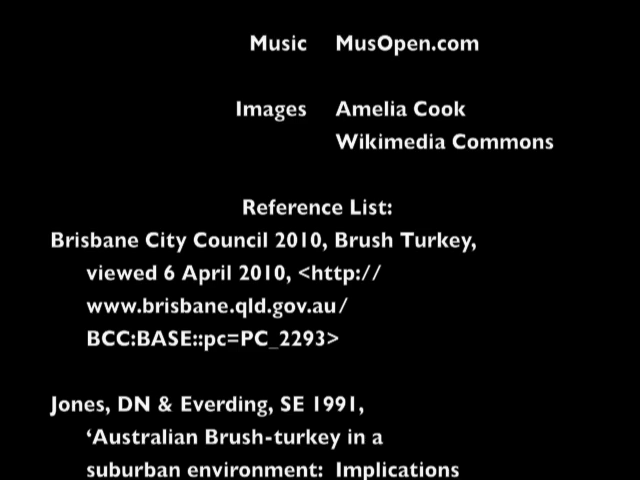 Music MusOpen.com
Images Amelia Cook
Wikimedia Commons
Reference List:
Brisbane City Council 2010, Brush Turkey,
viewed 6 April 2010, <http://
www.brisbane.qld.gov.au/
BCC:BASE::pc=PC_2293>
Jones, DN & Everding, SE 1991,
‘Australian Brush-turkey in a
suburban environment: Implications